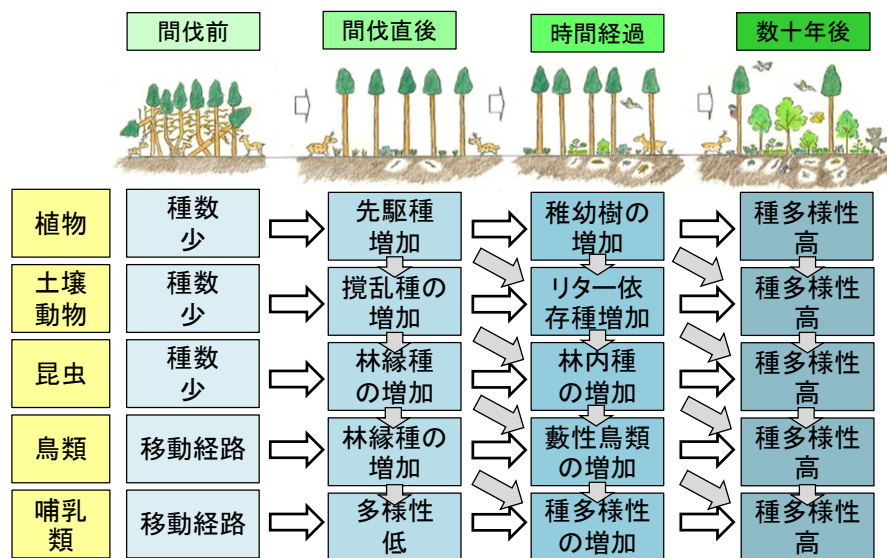 間伐前
間伐直後
時間経過
数十年後
植物
種数
少
先駆種
増加
稚幼樹の
増加
種多様性
高
土壌
動物
種数
少
撹乱種の
増加
リター依
存種増加
種多様性
高
昆虫
種数
少
林縁種
の増加
林内種
の増加
種多様性
高
鳥類
移動経路
林縁種の
増加
藪性鳥類
の増加
種多様性
高
哺乳
類
移動経路
多様性
低
種多様性
の増加
種多様性
高